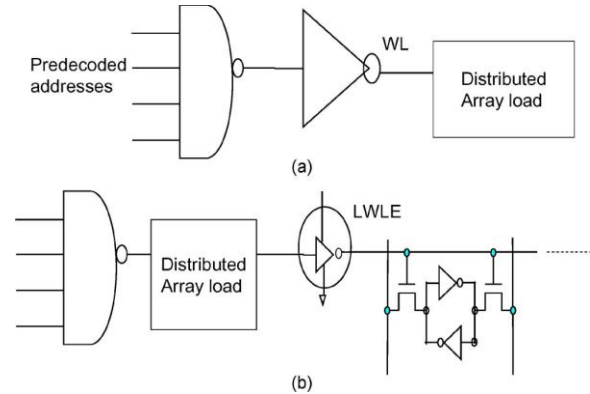 WL
Predecoded
addresses
Distributed
Array load
(a)
LWLE
Distributed
Array load
(b)